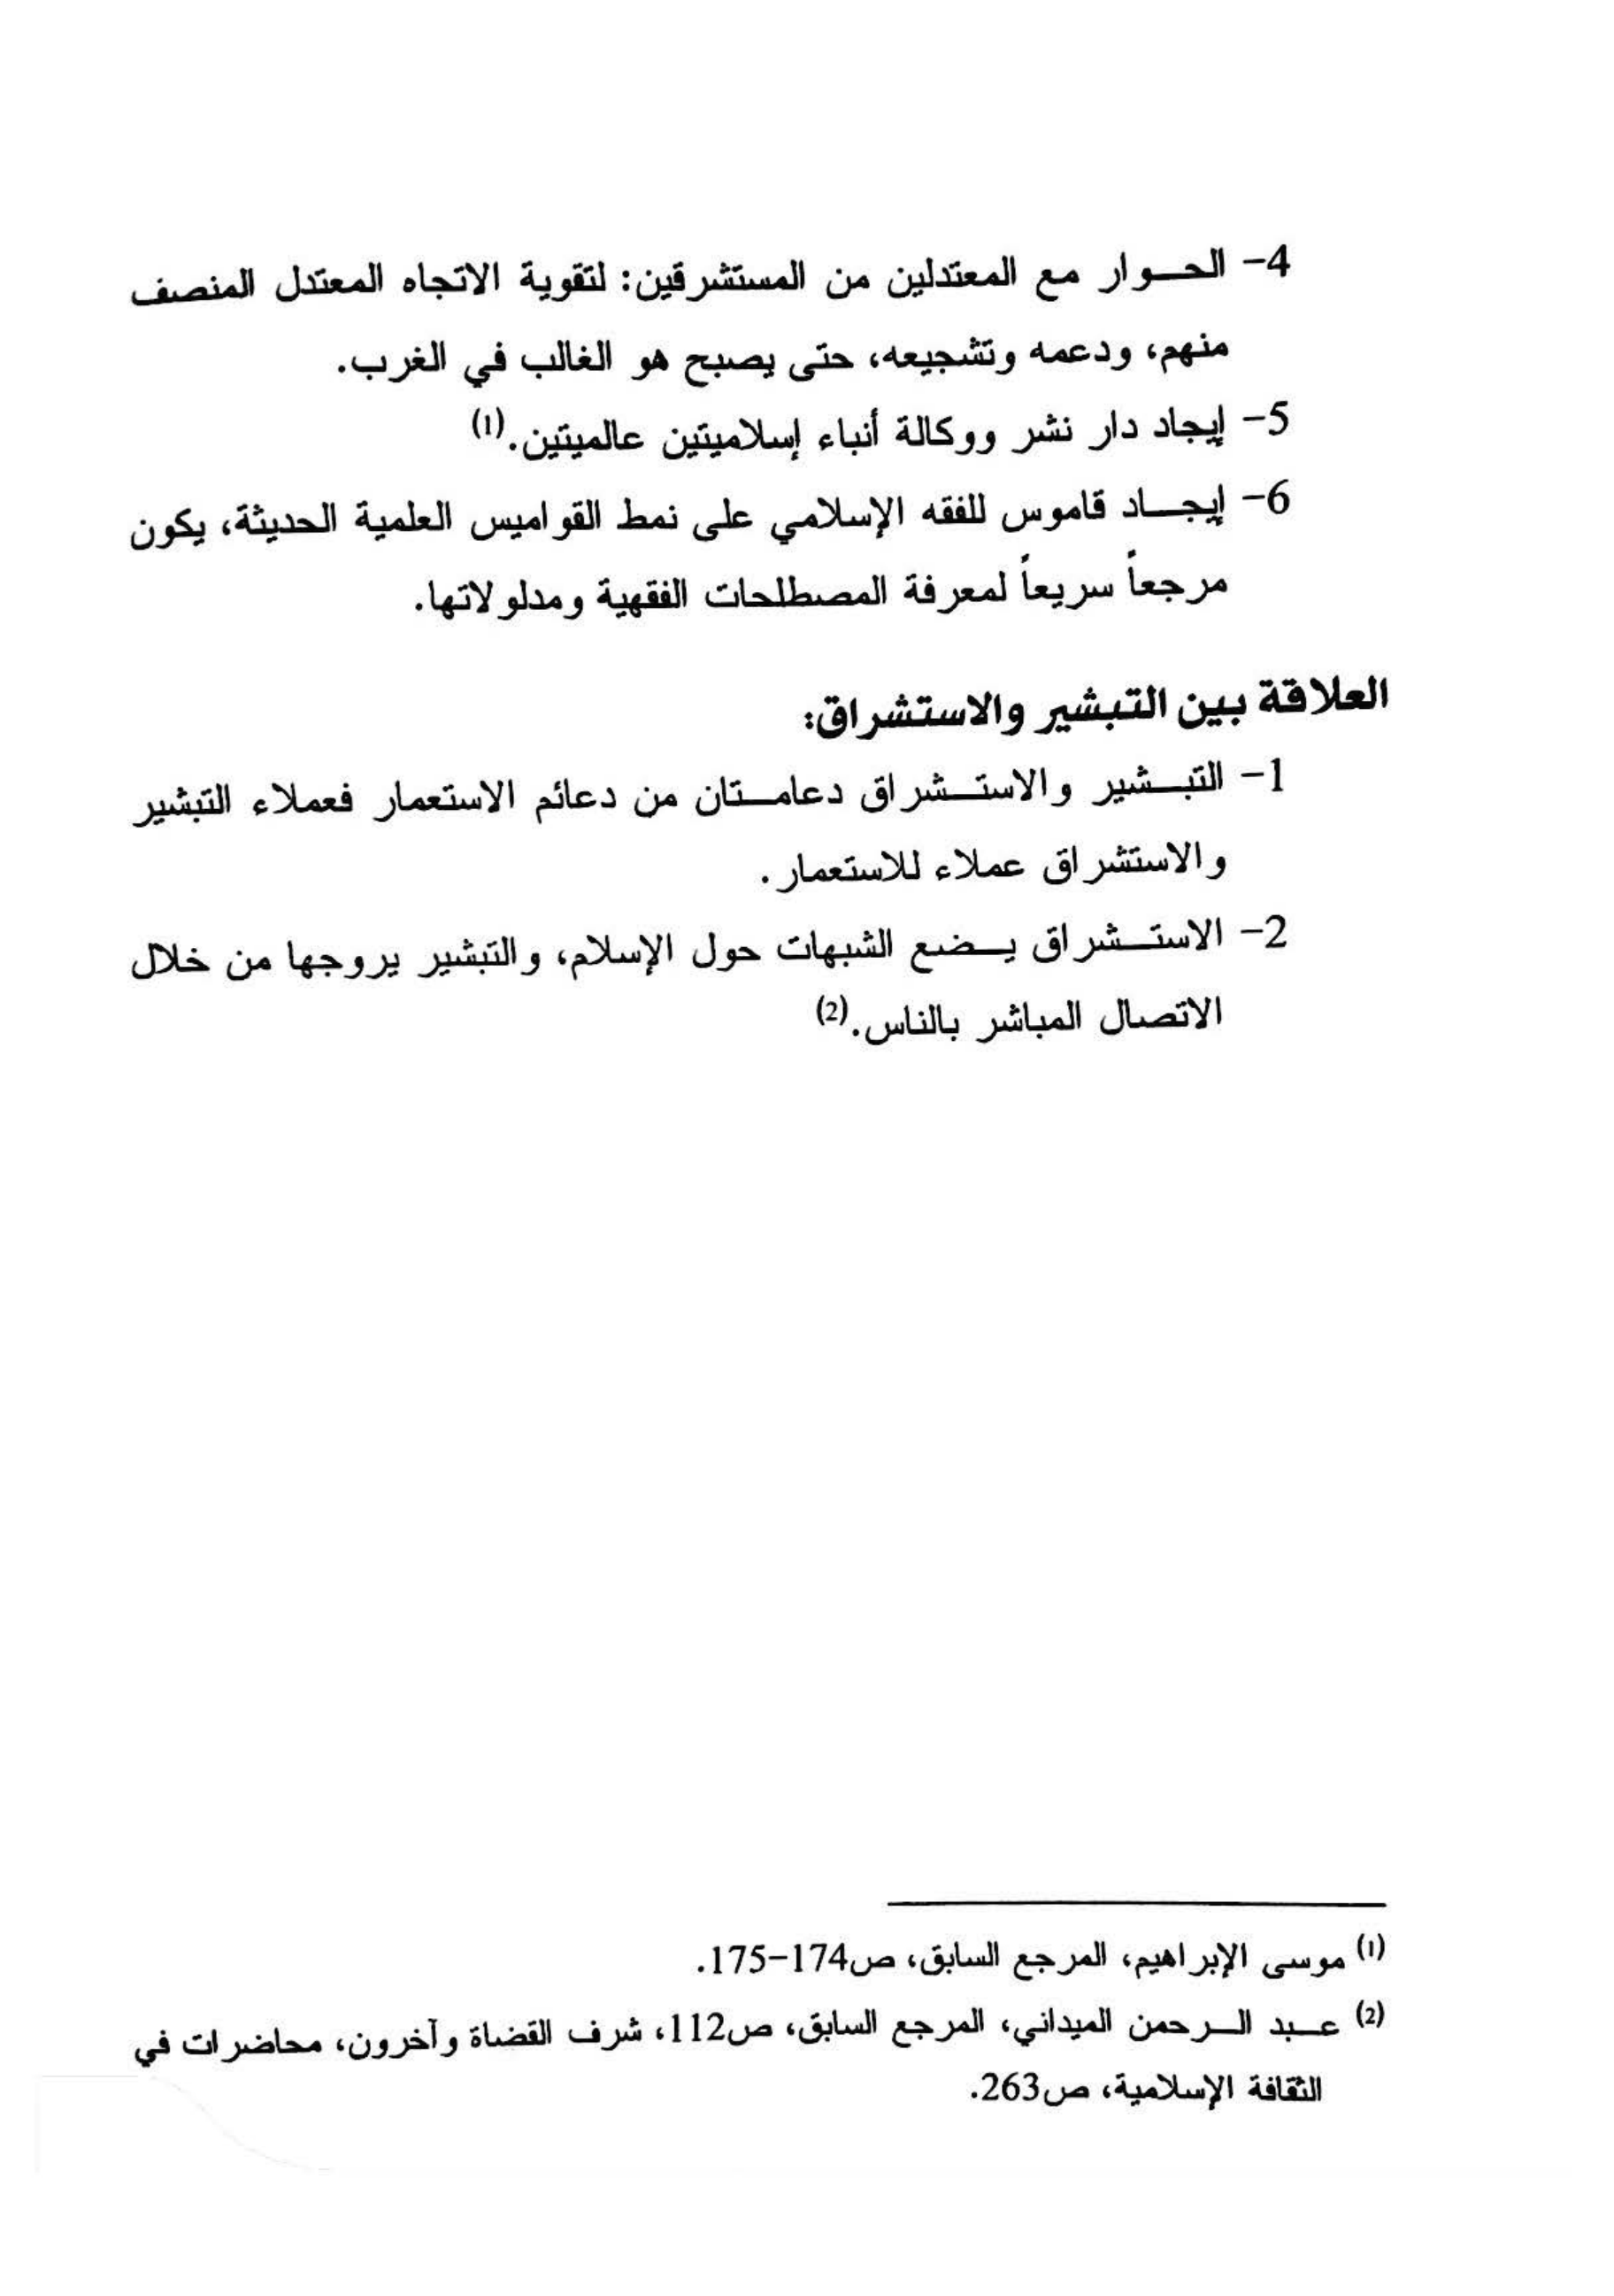 4- الحوار مع المعتدلين من المستشرقين: لتقوية الاتجاه المعتدل المنصف
منهم، ودعمه وتشجيعه، حتى يصبح هو الغالب في الغرب.
5- إيجاد دار نشر ووكالة أنباء إسلاميتين عالميتين.(1)
6- إيجاد قاموس للفقه الإسلامي على نمط القواميس العلمية الحديثة، يكون
مرجعاً سريعاً لمعرفة المصطلحات الفقهية ومدلولاتها.
العلاقة بين التبشير والاستشراق:
1- التبشير والاستشراق دعامتان من دعائم الاستعمار فعملاء التبشير
والاستشراق عملاء للاستعمار.
2- الاستشراق يضع الشبهات حول الإسلام، والتبشير يروجها من خلال
الاتصال المباشر بالناس.(2)
(1) موسى الإبراهيم، المرجع السابق، ص174-175.
(2) عبد الرحمن الميداني، المرجع السابق، ص112، شرف القضاة وآخرون، محاضرات في
الثقافة الإسلامية، ص263.